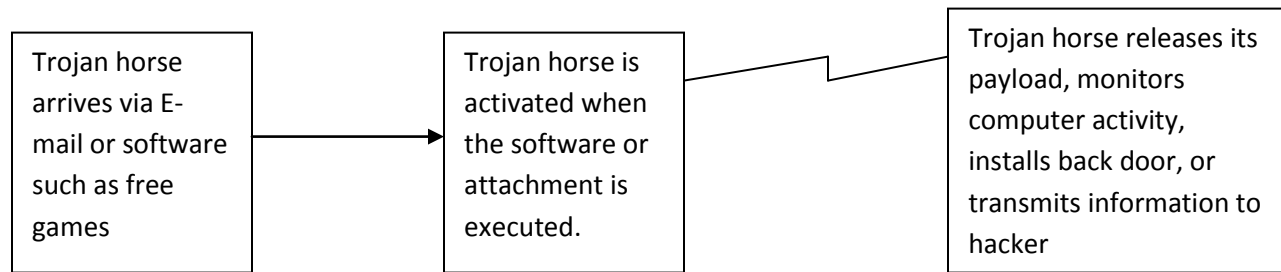 Trojan horse
arrives via E-
mail or software
such as free
games
Trojan horse is
activated when
the software or
attachment is
executed.
Trojan horse releases its
payload, monitors
computer activity,
installs back door, or
transmits information to
hacker